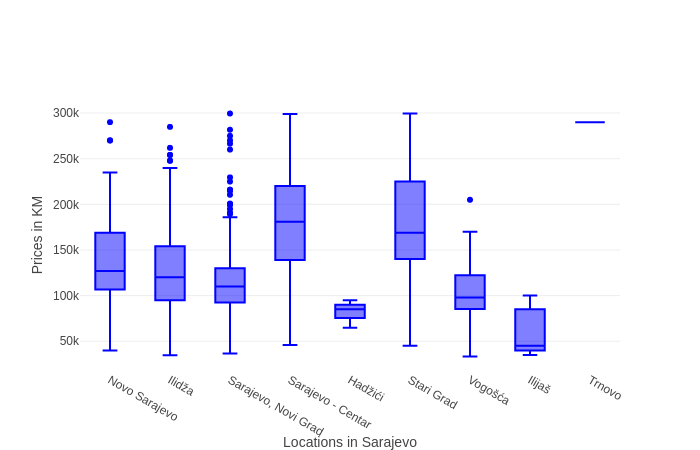 300k
250k
200k
150k
100k
50k
Prices in KM
Novo Sarajevo
Ilidža
Sarajevo, Novi Grad
Sarajevo - Centar
Hadžići
Stari Grad
Vogošća
Ilijaš
Trnovo
Locations in Sarajevo